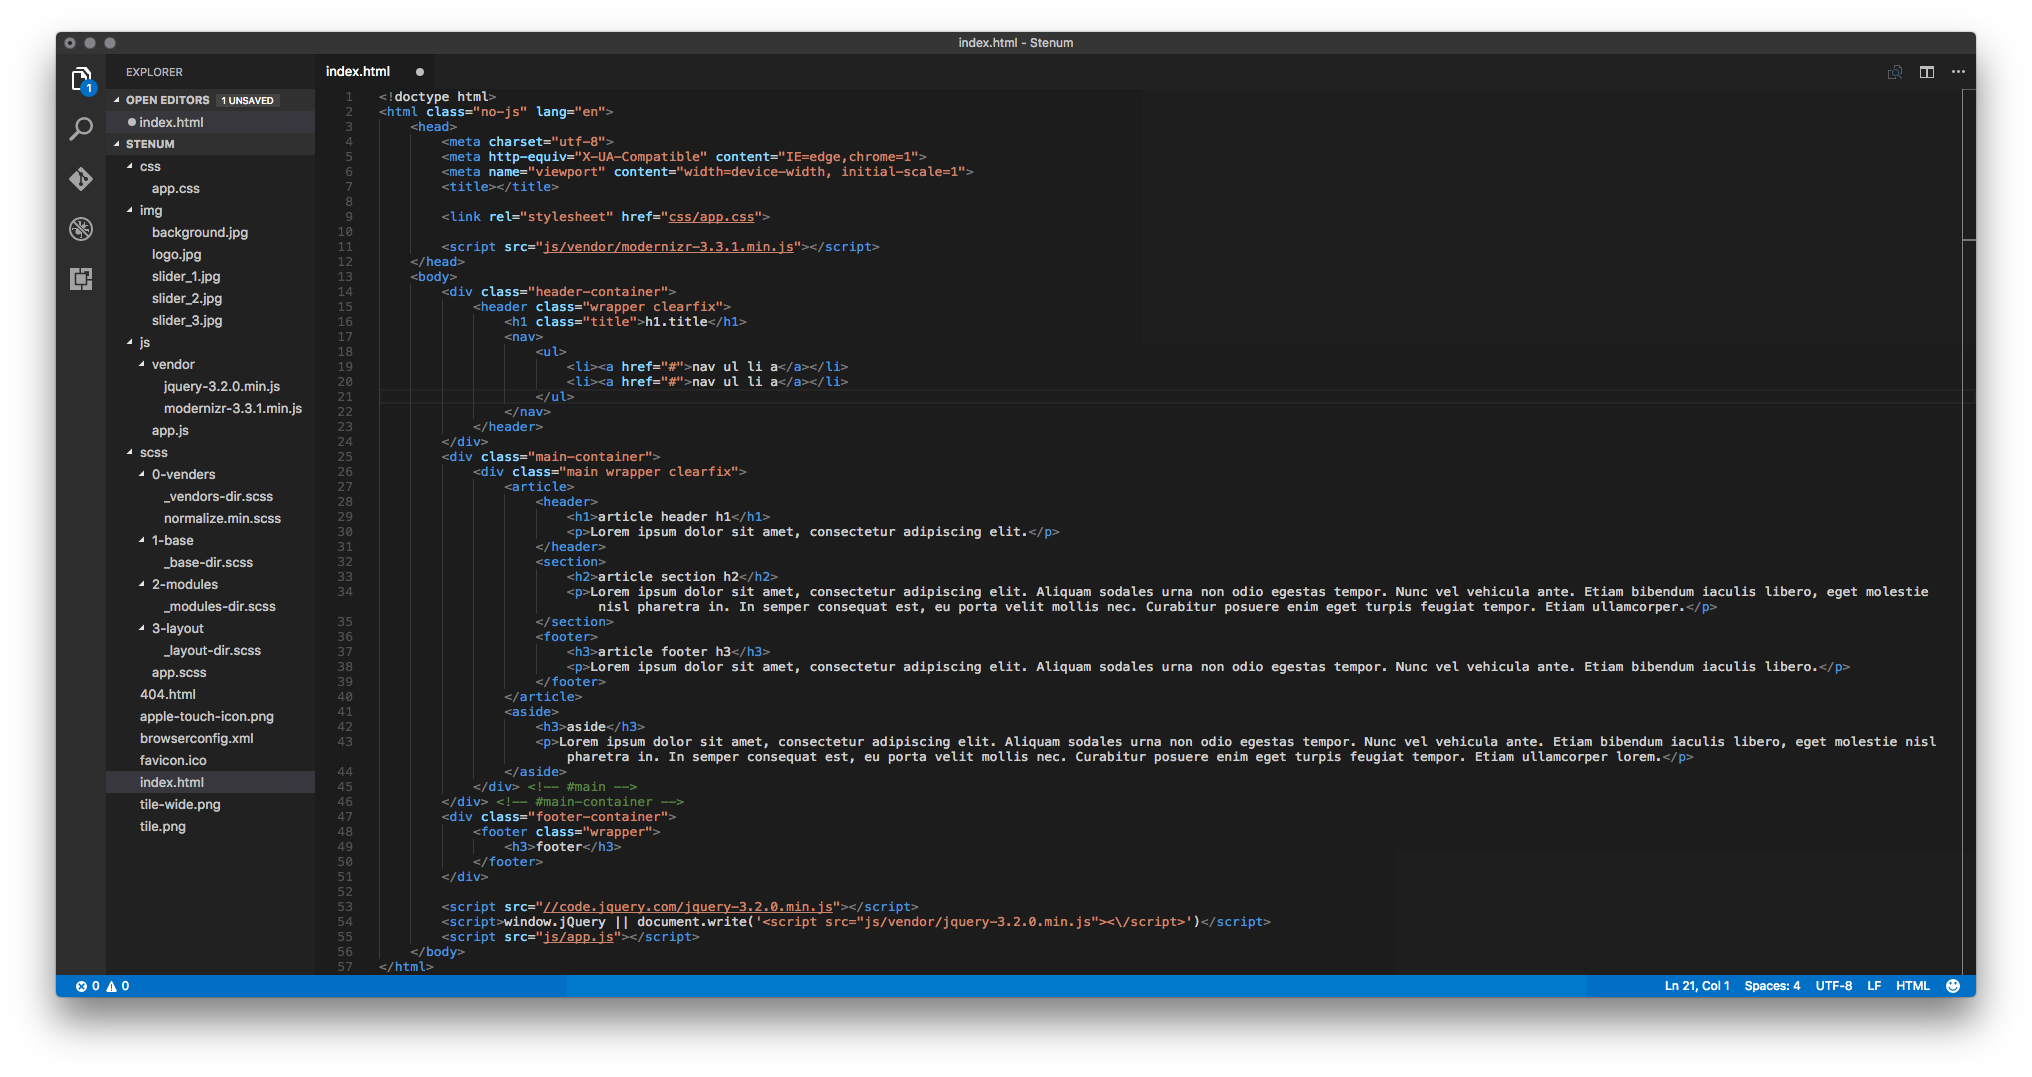 index.html - Stenum
1
EXPLORER
OPEN EDITORS 1 UNSAVED
index.html
STENUM
css
app.css
img
background.jpg
logo.jpg
slider_1.jpg
slider_2.jpg
slider_3.jpg
js
vendor
jquery-3.2.0.min.js
modernizr-3.3.1.min.js
app.js
scss
0-venders
_vendors-dir.scss
normalize.min.scss
1-base
_base-dir.scss
2-modules
_modules-dir.scss
3-layout
_layout-dir.scss
app.scss
404.html
apple-touch-icon.png
browserconfig.xml
favicon.ico
index.html
tile-wide.png
tile.png
index.html
1 <!doctype html>
2 <html class="no-js" lang="en">
3 <head>
4 <meta charset="utf-8">
5 <meta http-equiv="X-UA-Compatible" content="IE=edge,chrome=1">
6 <meta name="viewport" content="width=device-width, initial-scale=1">
7 <title></title>
8
9 <link rel="stylesheet" href="css/app.css">
10
11 <script src="js/vendor/modernizr-3.3.1.min.js"></script>
12 </head>
13 <body>
14 <div class="header-container">
15 <header class="wrapper clearfix">
16 <h1 class="title">h1.title</h1>
17 <nav>
18 <ul>
19 <li><a href="#">nav ul li a</a></li>
20 <li><a href="#">nav ul li a</a></li>
21 </ul>
22 </nav>
23 </header>
24 </div>
25 <div class="main-container">
26 <div class="main wrapper clearfix">
27 <article>
28 <header>
29 <h1>article header h1</h1>
30 <p>Lorem ipsum dolor sit amet, consectetur adipiscing elit.</p>
31 </header>
32 <section>
33 <h2>article section h2</h2>
34 <p>Lorem ipsum dolor sit amet, consectetur adipiscing elit. Aliquam sodales urna non odio egestas tempor. Nunc vel vehicula ante. Etiam bibendum iaculis libero, eget molestie
nisl pharetra in. In semper consequat est, eu porta velit mollis nec. Curabitur posuere enim eget turpis feugiat tempor. Etiam ullamcorper.</p>
35 </section>
36 <footer>
37 <h3>article footer h3</h3>
38 <p>Lorem ipsum dolor sit amet, consectetur adipiscing elit. Aliquam sodales urna non odio egestas tempor. Nunc vel vehicula ante. Etiam bibendum iaculis libero.</p>
39 </footer>
40 </article>
41 <aside>
42 <h3>aside</h3>
43 <p>Lorem ipsum dolor sit amet, consectetur adipiscing elit. Aliquam sodales urna non odio egestas tempor. Nunc vel vehicula ante. Etiam bibendum iaculis libero, eget molestie nisl
pharetra in. In semper consequat est, eu porta velit mollis nec. Curabitur posuere enim eget turpis feugiat tempor. Etiam ullamcorper lorem.</p>
44 </aside>
45 </div> <!-- #main -->
46 </div> <!-- #main-container -->
47 <div class="footer-container">
48 <footer class="wrapper">
49 <h3>footer</h3>
50 </footer>
51 </div>
52
53 <script src="//code.jquery.com/jquery-3.2.0.min.js"></script>
54 <script>window.jQuery || document.write('<script src="js/vendor/jquery-3.2.0.min.js"><\/script>')</script>
55 <script src="js/app.js"></script>
56 </body>
57 </html>
0 0 Ln 21, Col 1 Spaces: 4 UTF-8 LF HTML